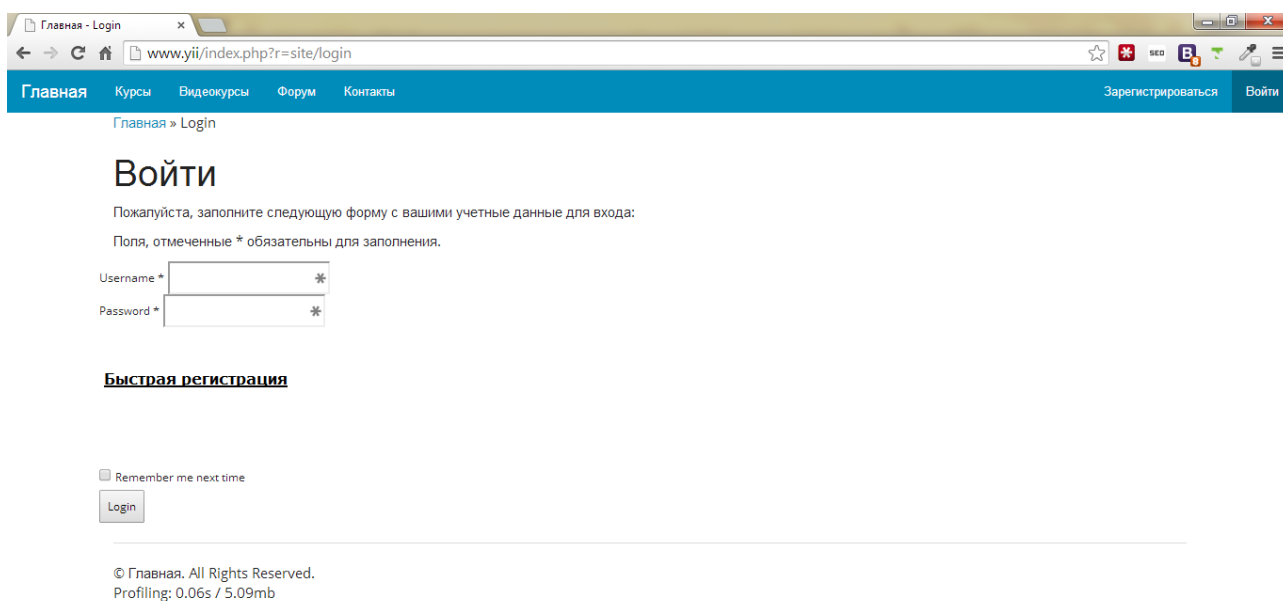 Главная - Login
www.yii/index.php?r=site/login
SEO
B
8
Главная Курсы Видеокурсы Форум Контакты Зарегистрироваться Войти
Главная » Login
Войти
Пожалуйста, заполните следующую форму с вашими учетные данные для входа:
Поля, отмеченные * обязательны для заполнения.
Username *
Password *
Быстрая регистрация
Remember me next time
Login
© Главная. All Rights Reserved.
Profiling: 0.06s / 5.09mb